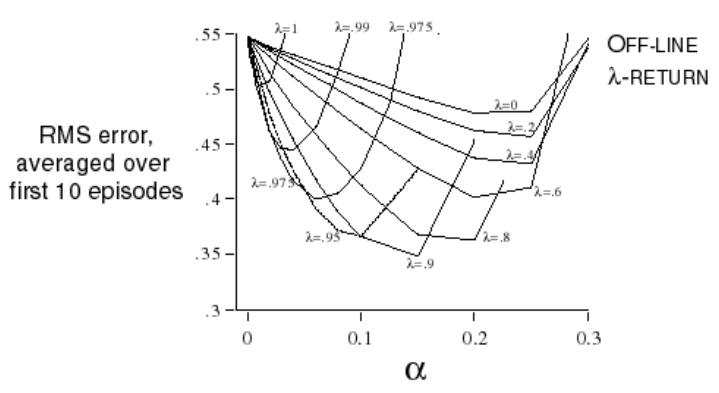 .55
λ=1
λ=.99
λ=.975
OFF-LINE
λ-RETURN
.5
λ=0
λ=.2
RMS error,
averaged over
first 10 episodes
.45
λ=.4
λ=.975
λ=.6
.4
λ=.95
λ=.8
.35
λ=.9
.3
0
0.1
0.2
0.3
α